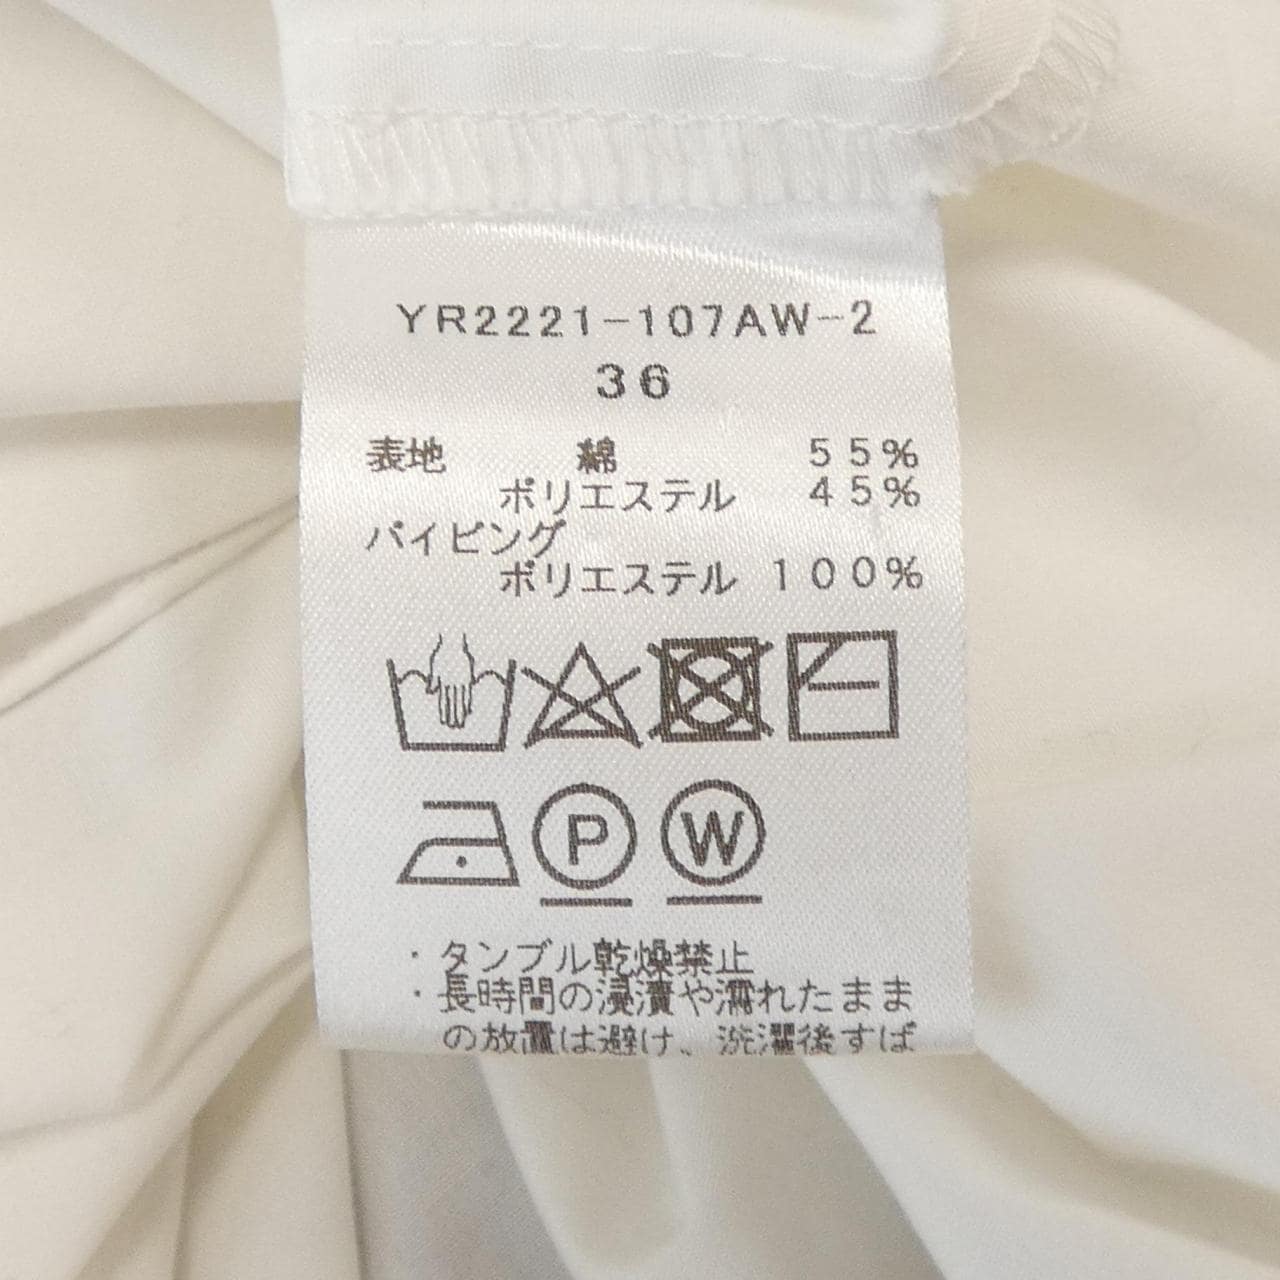 YR2221-107AW-2
36
表地 綿 55%
ポリエステル 45%
パイピング
ポリエステル 100%
P W
・タンブル乾燥禁止
・長時間の浸漬や濡れたまま
の放置は避け、洗濯後すば